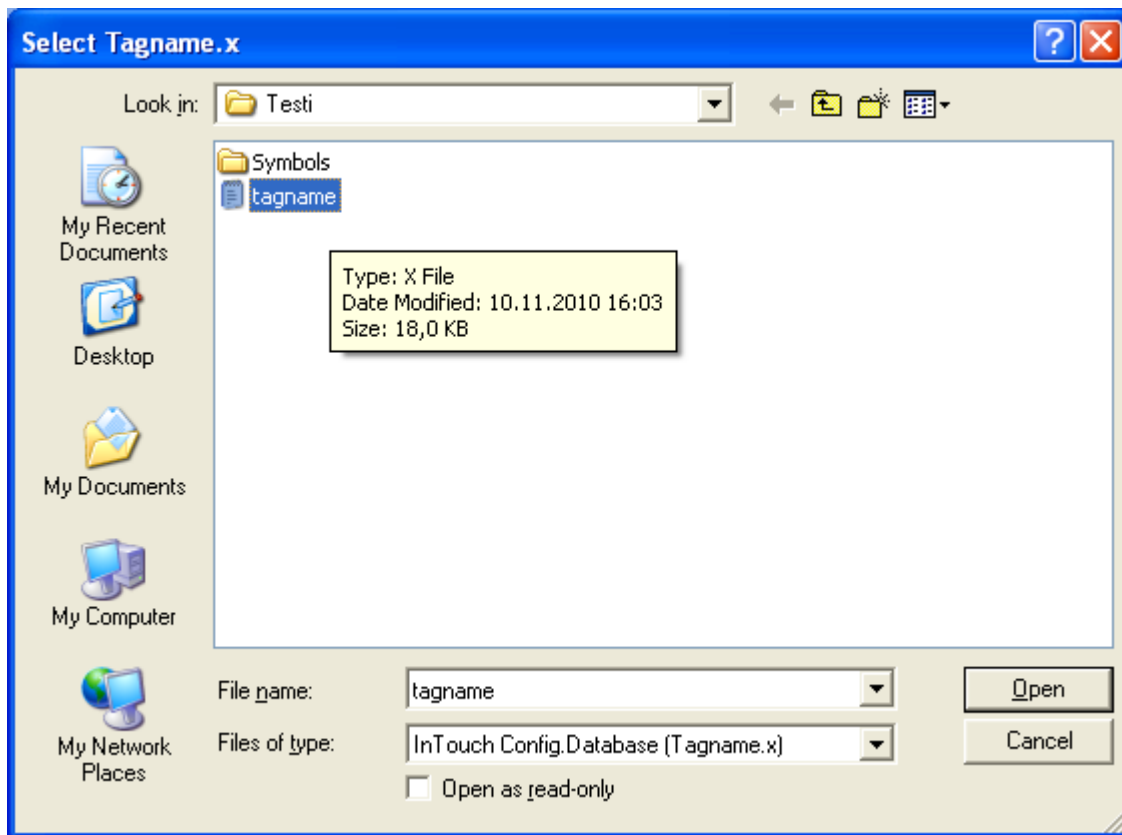 Select Tagname.x
Look in: Testi
Symbols
tagname
My Recent
Documents
Type: X File
Date Modified: 10.11.2010 16:03
Size: 18,0 KB
Desktop
My Documents
My Computer
My Network
Places
File name: tagname Open
Files of type: InTouch Config.Database (Tagname.x) Cancel
Open as read-only